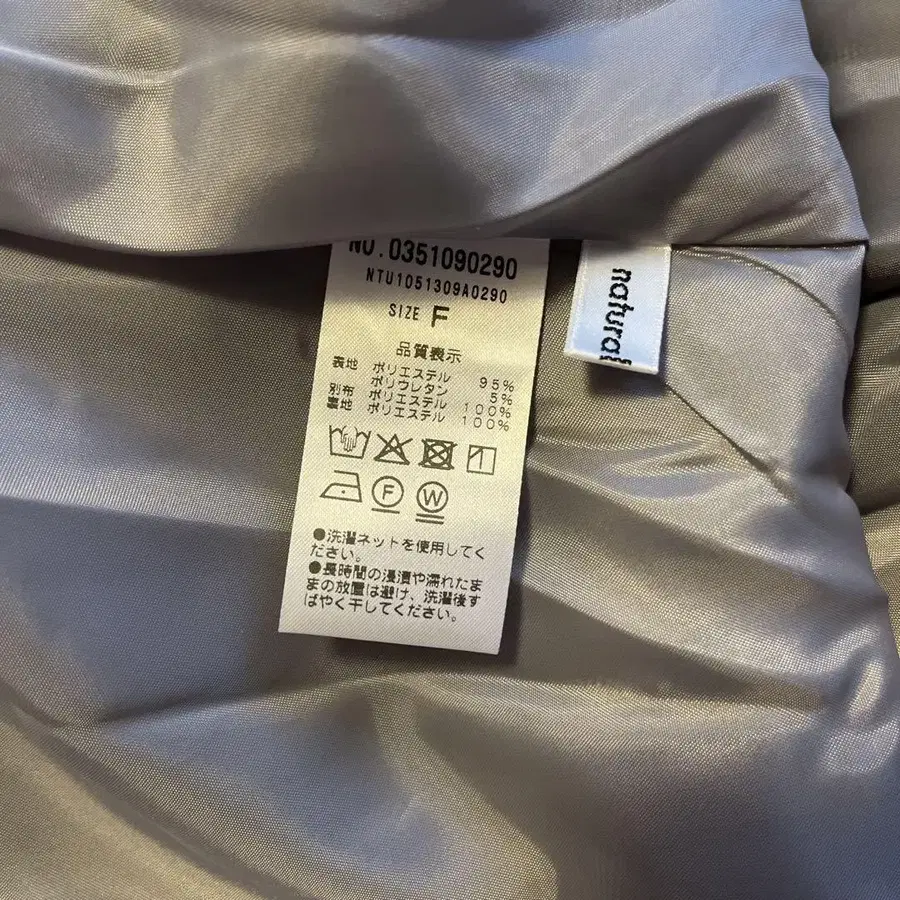 NO.0351090290
NTU1051309A0290
SIZE F
品質表示
表地 ポリエステル 95%
ポリウレタン 5%
別布 ポリエステル 100%
裏地 ポリエステル 100%
F
W
●洗濯ネットを使用してく
ださい。
●長時間の浸漬や濡れたま
まの放置は避け、洗濯後す
ばやく干してください。
natural